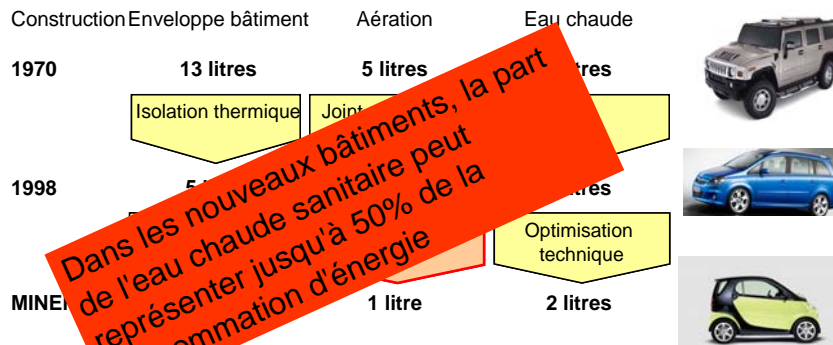 Construction Enveloppe bâtiment Aération Eau chaude
1970 13 litres 5 litres
Isolation thermique
1998
Optimisation
technique
1 litre 2 litres
Dans les nouveaux bâtiments, la part
de l'eau chaude sanitaire peut
représenter jusqu'à 50% de la
d'énergie